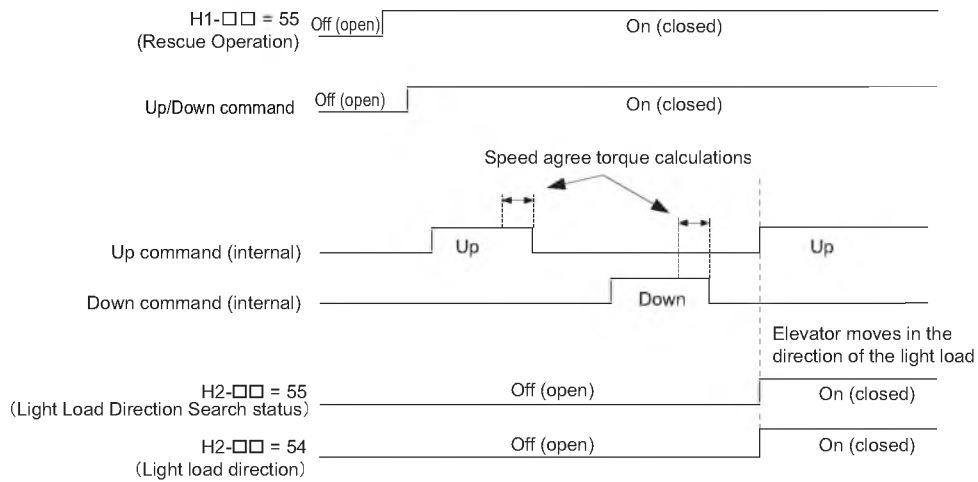 H1-□□ = 55
(Rescue Operation)
Off (open)
On (closed)
Up/Down command
Off (open)
On (closed)
Speed agree torque calculations
Up command (internal)
Up
Up
Down command (internal)
Down
Elevator moves in the
direction of the light load
H2-□□ = 55
(Light Load Direction Search status)
Off (open)
On (closed)
H2-□□ = 54
(Light load direction)
Off (open)
On (closed)